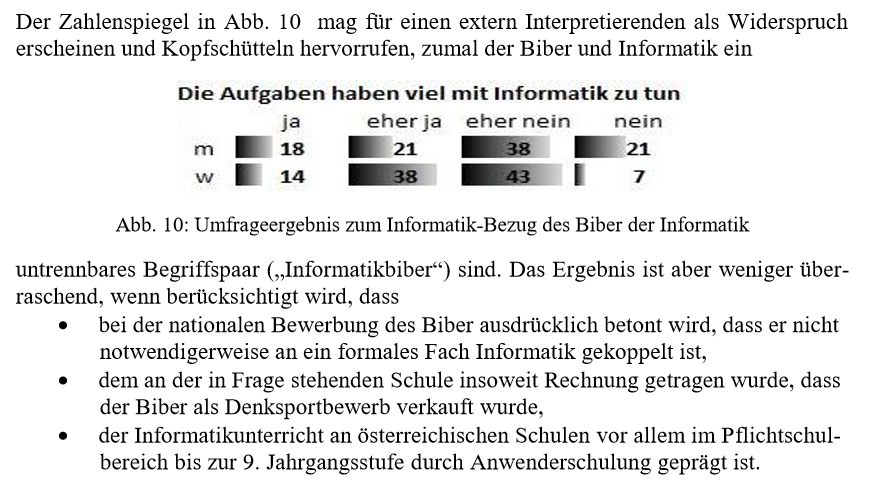 Der Zahlenspiegel in Abb. 10 mag für einen extern Interpretierenden als Widerspruch
erscheinen und Kopfschütteln hervorrufen, zumal der Biber und Informatik ein
Die Aufgaben haben viel mit Informatik zu tun
ja eher ja eher nein nein
m 18 21 38 21
w 14 38 43 7
Abb. 10: Umfrageergebnis zum Informatik-Bezug des Biber der Informatik
untrennbares Begriffspaar („Informatikbiber“) sind. Das Ergebnis ist aber weniger über-
raschend, wenn berücksichtigt wird, dass
• bei der nationalen Bewerbung des Biber ausdrücklich betont wird, dass er nicht
notwendigerweise an ein formales Fach Informatik gekoppelt ist,
• dem an der in Frage stehenden Schule insoweit Rechnung getragen wurde, dass
der Biber als Denksportbewerb verkauft wurde,
• der Informatikunterricht an österreichischen Schulen vor allem im Pflichtschul-
bereich bis zur 9. Jahrgangsstufe durch Anwenderschulung geprägt ist.